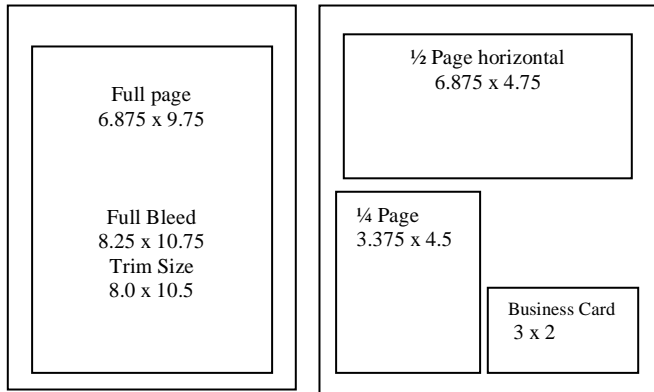 Full page
6.875 x 9.75
Full Bleed
8.25 x 10.75
Trim Size
8.0 x 10.5
½ Page horizontal
6.875 x 4.75
¼ Page
3.375 x 4.5
Business Card
3 x 2